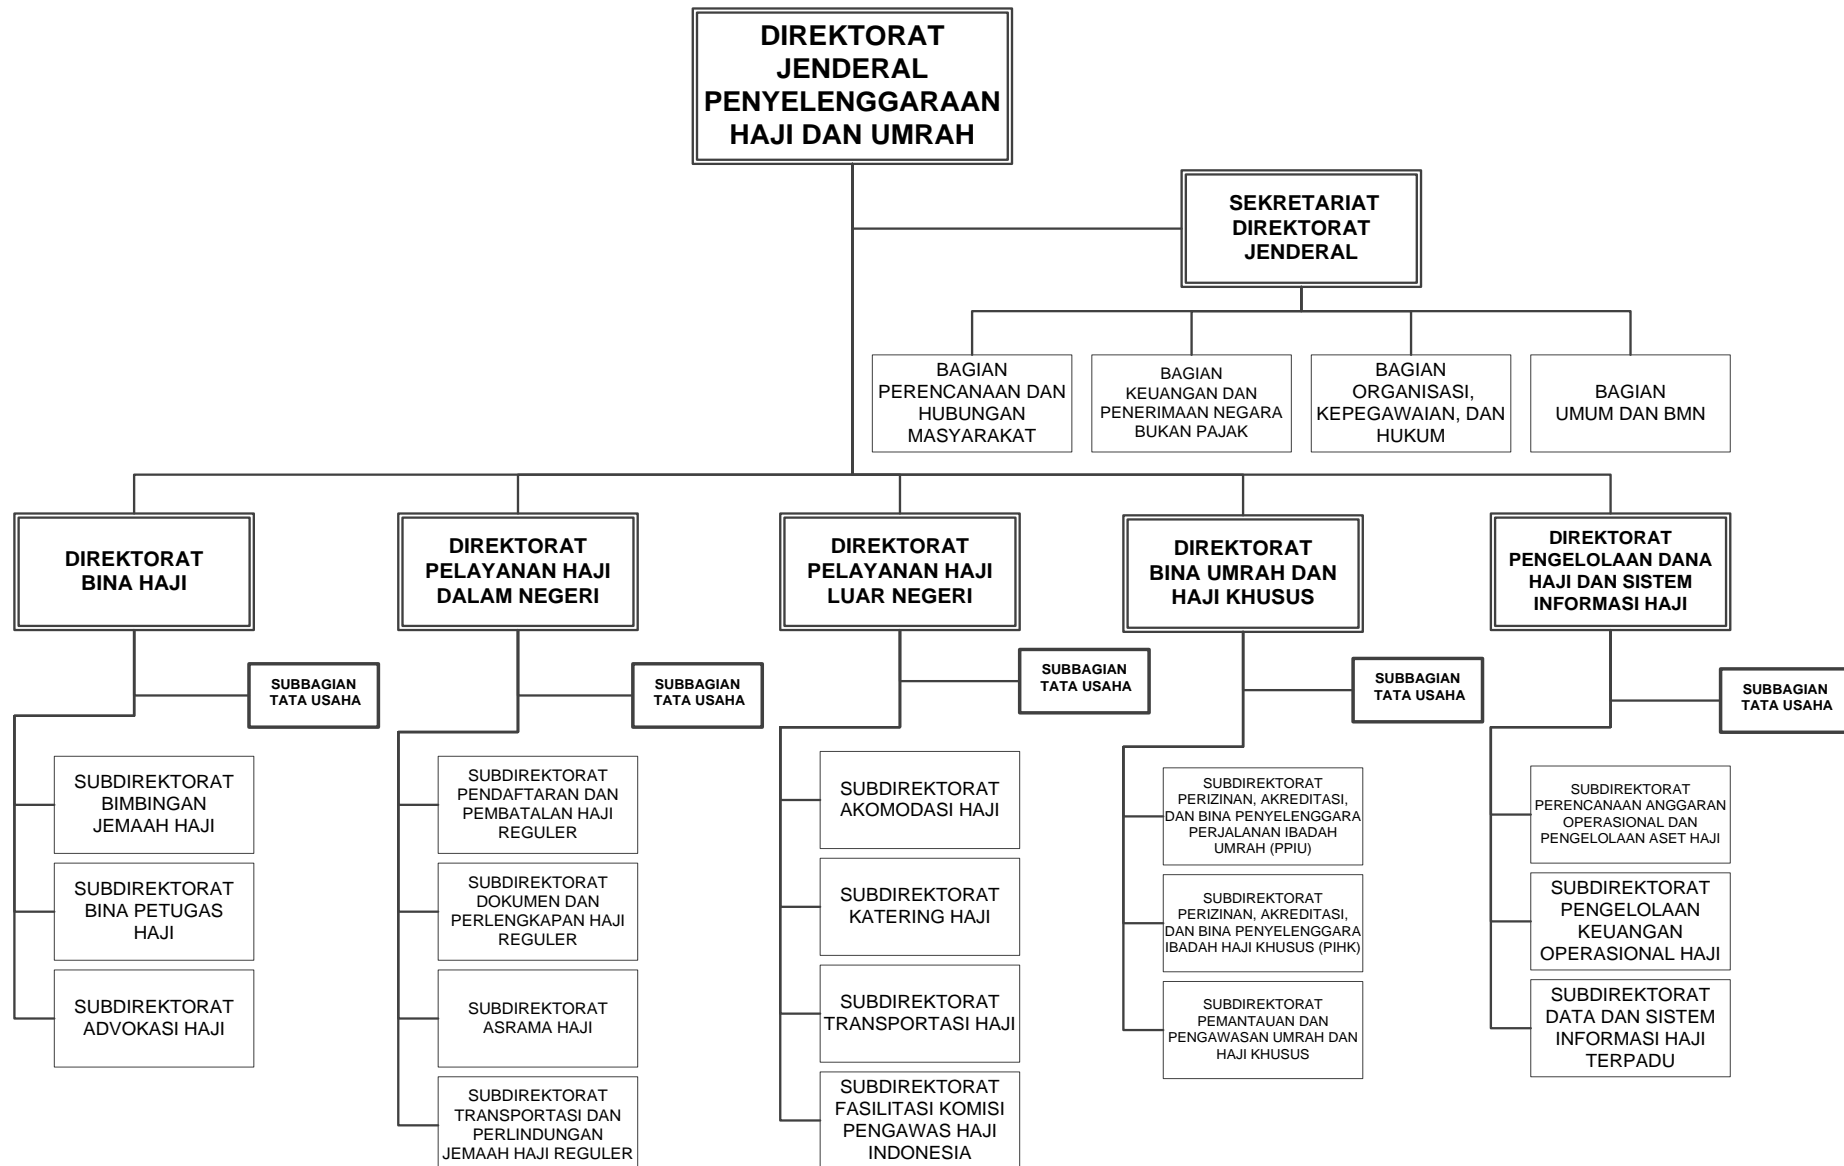 DIREKTORAT
JENDERAL
PENYELENGGARAAN
HAJI DAN UMRAH
SEKRETARIAT
DIREKTORAT
JENDERAL
BAGIAN
PERENCANAAN DAN
HUBUNGAN
MASYARAKAT
BAGIAN
KEUANGAN DAN
PENERIMAAN NEGARA
BUKAN PAJAK
BAGIAN
ORGANISASI,
KEPEGAWAIAN, DAN
HUKUM
BAGIAN
UMUM DAN BMN
DIREKTORAT
BINA HAJI
SUBBAGIAN
TATA USAHA
SUBDIREKTORAT
BIMBINGAN
JEMAAH HAJI
SUBDIREKTORAT
BINA PETUGAS
HAJI
SUBDIREKTORAT
ADVOKASI HAJI
DIREKTORAT
PELAYANAN HAJI
DALAM NEGERI
SUBBAGIAN
TATA USAHA
SUBDIREKTORAT
PENDAFTARAN DAN
PEMBATALAN HAJI
REGULER
SUBDIREKTORAT
DOKUMEN DAN
PERLENGKAPAN HAJI
REGULER
SUBDIREKTORAT
ASRAMA HAJI
SUBDIREKTORAT
TRANSPORTASI DAN
PERLINDUNGAN
JEMAAH HAJI REGULER
DIREKTORAT
PELAYANAN HAJI
LUAR NEGERI
SUBBAGIAN
TATA USAHA
SUBDIREKTORAT
AKOMODASI HAJI
SUBDIREKTORAT
KATERING HAJI
SUBDIREKTORAT
TRANSPORTASI HAJI
SUBDIREKTORAT
FASILITASI KOMISI
PENGAWAS HAJI
INDONESIA
DIREKTORAT
BINA UMRAH DAN
HAJI KHUSUS
SUBBAGIAN
TATA USAHA
SUBDIREKTORAT
PERIZINAN, AKREDITASI,
DAN BINA PENYELENGGARA
PERJALANAN IBADAH
UMRAH (PPIU)
SUBDIREKTORAT
PERIZINAN, AKREDITASI,
DAN BINA PENYELENGGARA
IBADAH HAJI KHUSUS (PIHK)
SUBDIREKTORAT
PEMANTAUAN DAN
PENGAWASAN UMRAH DAN
HAJI KHUSUS
DIREKTORAT
PENGELOLAAN DANA
HAJI DAN SISTEM
INFORMASI HAJI
SUBBAGIAN
TATA USAHA
SUBDIREKTORAT
PERENCANAAN ANGGARAN
OPERASIONAL DAN
PENGELOLAAN ASET HAJI
SUBDIREKTORAT
PENGELOLAAN
KEUANGAN
OPERASIONAL HAJI
SUBDIREKTORAT
DATA DAN SISTEM
INFORMASI HAJI
TERPADU